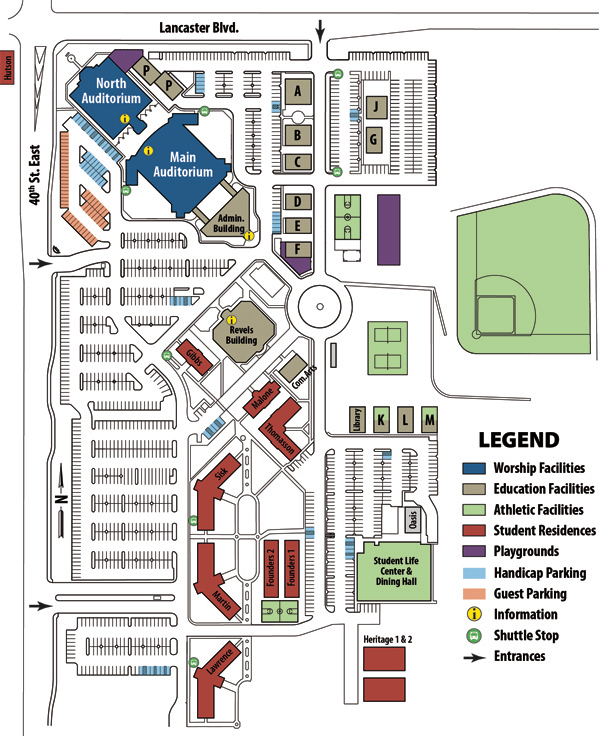 Lancaster Blvd.
Hutson
40th St. East
North
Auditorium
P
P
Main
Auditorium
Admin.
Building
A
B
C
D
E
F
J
G
Revels
Building
Gibbs
Com. Arts
Malone
Thomasson
Library
K
L
M
N
Sisk
Martin
Founders 2
Founders 1
Oasis
Student Life
Center &
Dining Hall
Lawrence
Heritage 1 & 2
LEGEND
Worship Facilities
Education Facilities
Athletic Facilities
Student Residences
Playgrounds
Handicap Parking
Guest Parking
i Information
Shuttle Stop
Entrances